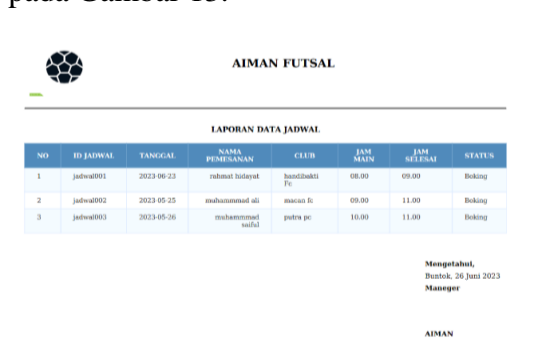 pada Gambar 15.
AIMAN FUTSAL
LAPORAN DATA JADWAL
NO ID JADWAL TANGGAL NAMA PEMESANAN CLUB JAM MAIN JAM SELESAI STATUS
1 jadwal001 2023-06-23 rahmat hidayat handibakti Fc 08.00 09.00 Boking
2 jadwal002 2023-05-25 muhammmad ali macan fc 09.00 11.00 Boking
3 jadwal003 2023-05-26 muhammmad saiful putra pc 10.00 11.00 Boking
Mengetahui,
Buntok, 26 Juni 2023
Maneger
AIMAN